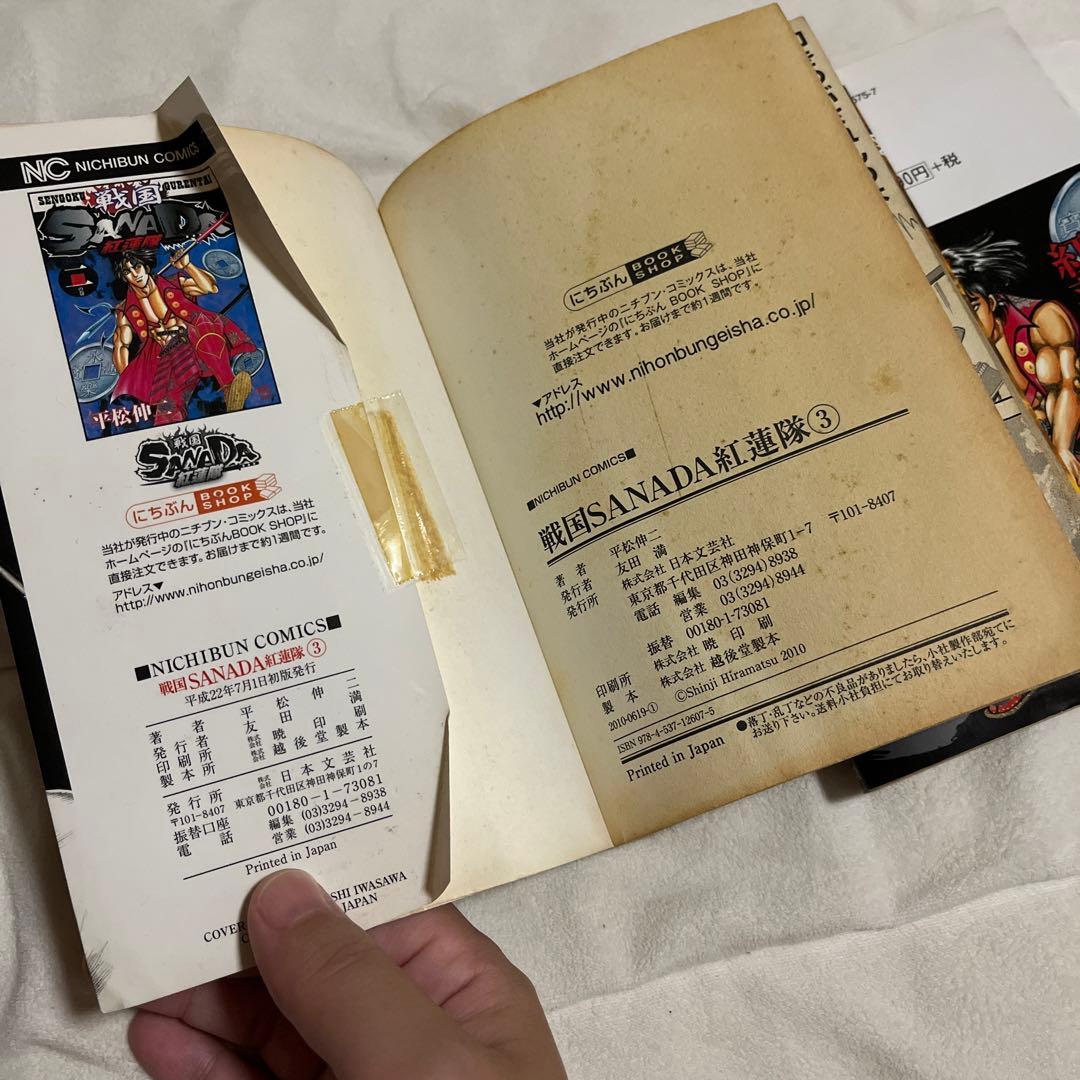 NC NICHIBUN COMICS
SENGOKU GURENTAI
戦国
SANADA
紅蓮隊
平松伸
戦国
SANADA
紅蓮隊
にちぶん BOOK SHOP
当社が発行中のニチブン・コミックスは、当社
ホームページの「にちぶんBOOK SHOP」に
直接注文できます。お届けまで約1週間です。
アドレス▼
http://www.nihonbungeisha.co.jp/
■NICHIBUN COMICS■
戦国SANADA紅蓮隊③
平成22年7月1日初版発行
著者 平松伸二
発行者 友田満
印刷所 株式会社 暁印刷
製本所 株式会社 越後堂製本
発行所 株式会社 日本文芸社
〒101-8407 東京都千代田区神田神保町1の7
振替口座 00180-1-73081
電話 編集 (03)3294-8938
営業 (03)3294-8944
Printed in Japan
COVER
SHI IWASAWA
JAPAN
にちぶん BOOK SHOP
当社が発行中のニチブン・コミックスは、当社
ホームページの「にちぶん BOOK SHOP」に
直接注文できます。お届けまで約1週間です。
▼アドレス
http://www.nihonbungeisha.co.jp/
■NICHIBUN COMICS■
戦国SANADA紅蓮隊③
著者 平松伸二
発行者 友田 満
発行所 株式会社 日本文芸社
東京都千代田区神田神保町1-7 〒101-8407
電話 編集 03(3294)8938
営業 03(3294)8944
振替 00180-1-73081
印刷所 株式会社 暁印刷
製本 株式会社 越後堂製本
©Shinji Hiramatsu 2010
2010-0619-①
ISBN 978-4-537-12607-5
●落丁・乱丁などの不良品がありましたら、小社製作部宛てに
お送り下さい。送料小社負担にてお取り替えいたします。
Printed in Japan
575-7
90円+税